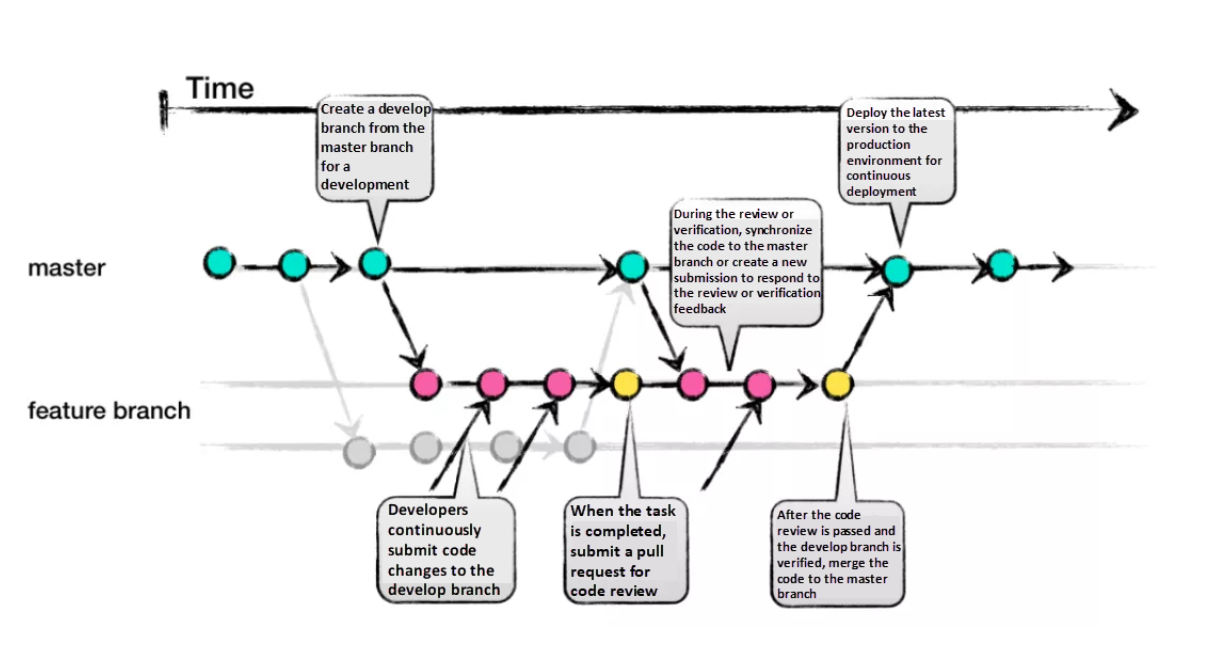 Time
Create a develop
branch from the
master branch
for a
development
Deploy the latest
version to the
production
environment for
continuous
deployment
During the review or
verification, synchronize
the code to the master
branch or create a new
submission to respond to
the review or verification
feedback
master
feature branch
Developers
continuously
submit code
changes to the
develop branch
When the task
is completed,
submit a pull
request for
code review
After the code
review is passed and
the develop branch is
verified, merge the
code to the master
branch